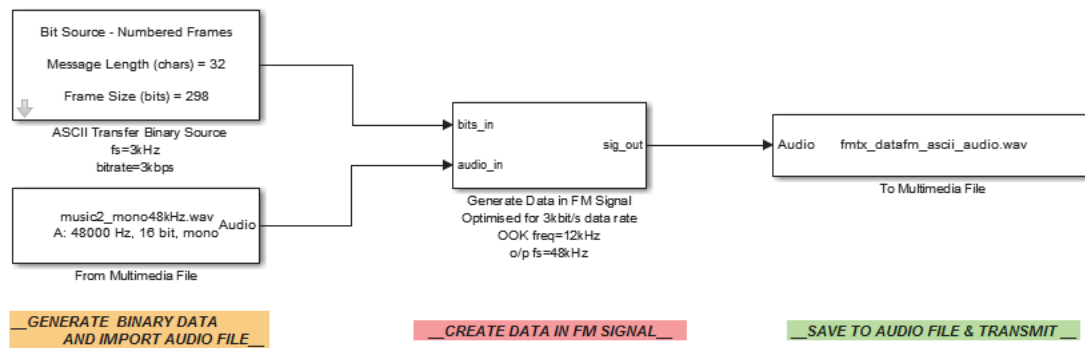 Bit Source - Numbered Frames
Message Length (chars) = 32
Frame Size (bits) = 298
ASCII Transfer Binary Source
fs=3kHz
bitrate=3kbps
music2_mono48kHz.wav
A: 48000 Hz, 16 bit, mono
Audio
From Multimedia File
bits_in
audio_in
sig_out
Generate Data in FM Signal
Optimised for 3kbit/s data rate
OOK freq=12kHz
o/p fs=48kHz
Audio
fmtx_datafm_ascii_audio.wav
To Multimedia File
__GENERATE BINARY DATA
AND IMPORT AUDIO FILE__
__CREATE DATA IN FM SIGNAL__
__SAVE TO AUDIO FILE & TRANSMIT__